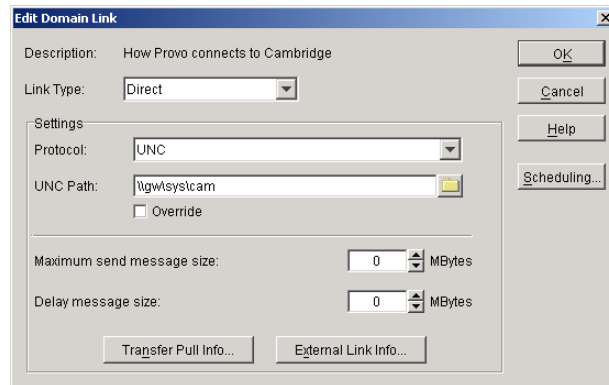 Edit Domain Link
Description: How Provo connects to Cambridge
Link Type: Direct
Settings
Protocol: UNC
UNC Path: \\gw\sys\cam
Override
Maximum send message size: 0 MBytes
Delay message size: 0 MBytes
Transfer Pull Info... External Link Info...
OK
Cancel
Help
Scheduling...